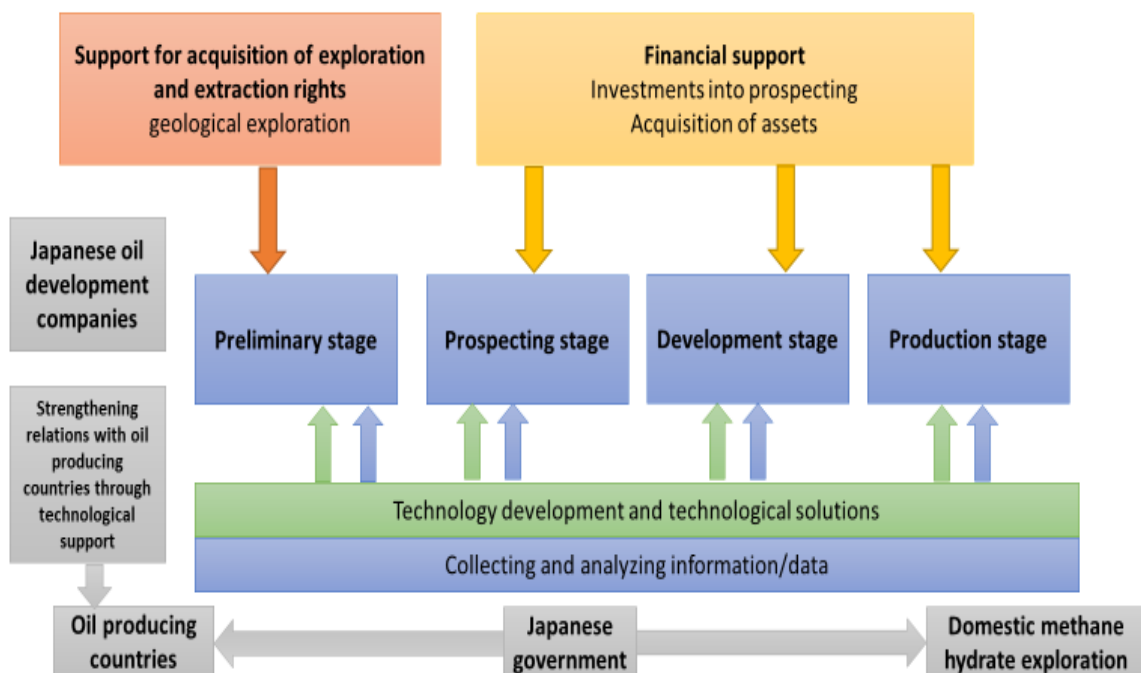 Support for acquisition of exploration
and extraction rights
geological exploration
Financial support
Investments into prospecting
Acquisition of assets
Japanese oil
development
companies
Preliminary stage
Prospecting stage
Development stage
Production stage
Strengthening
relations with oil
producing
countries through
technological
support
Technology development and technological solutions
Collecting and analyzing information/data
Oil producing
countries
Japanese
government
Domestic methane
hydrate exploration